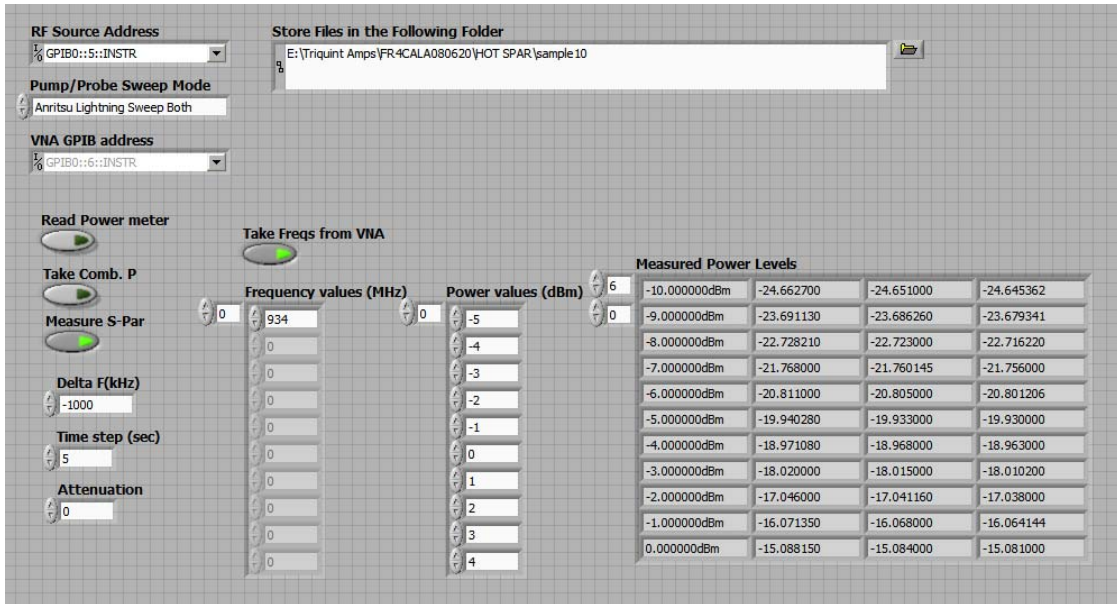 RF Source Address
GPIB0::5::INSTR
Store Files in the Following Folder
E:\Triquint Amps\FR4CALA080620\HOT SPAR\sample10
Pump/Probe Sweep Mode
Anritsu Lightning Sweep Both
VNA GPIB address
GPIB0::6::INSTR
Read Power meter
Take Freqs from VNA
Take Comb. P
Measure S-Par
Delta F(kHz)
-1000
Time step (sec)
5
Attenuation
0
Frequency values (MHz)
0
934
0
0
0
0
0
0
0
0
0
Power values (dBm)
0
-5
-4
-3
-2
-1
0
1
2
3
4
Measured Power Levels
6
0
-10.000000dBm -24.662700 -24.651000 -24.645362
-9.000000dBm -23.691130 -23.686260 -23.679341
-8.000000dBm -22.728210 -22.723000 -22.716220
-7.000000dBm -21.768000 -21.760145 -21.756000
-6.000000dBm -20.811000 -20.805000 -20.801206
-5.000000dBm -19.940280 -19.933000 -19.930000
-4.000000dBm -18.971080 -18.968000 -18.963000
-3.000000dBm -18.020000 -18.015000 -18.010200
-2.000000dBm -17.046000 -17.041160 -17.038000
-1.000000dBm -16.071350 -16.068000 -16.064144
0.000000dBm -15.088150 -15.084000 -15.081000